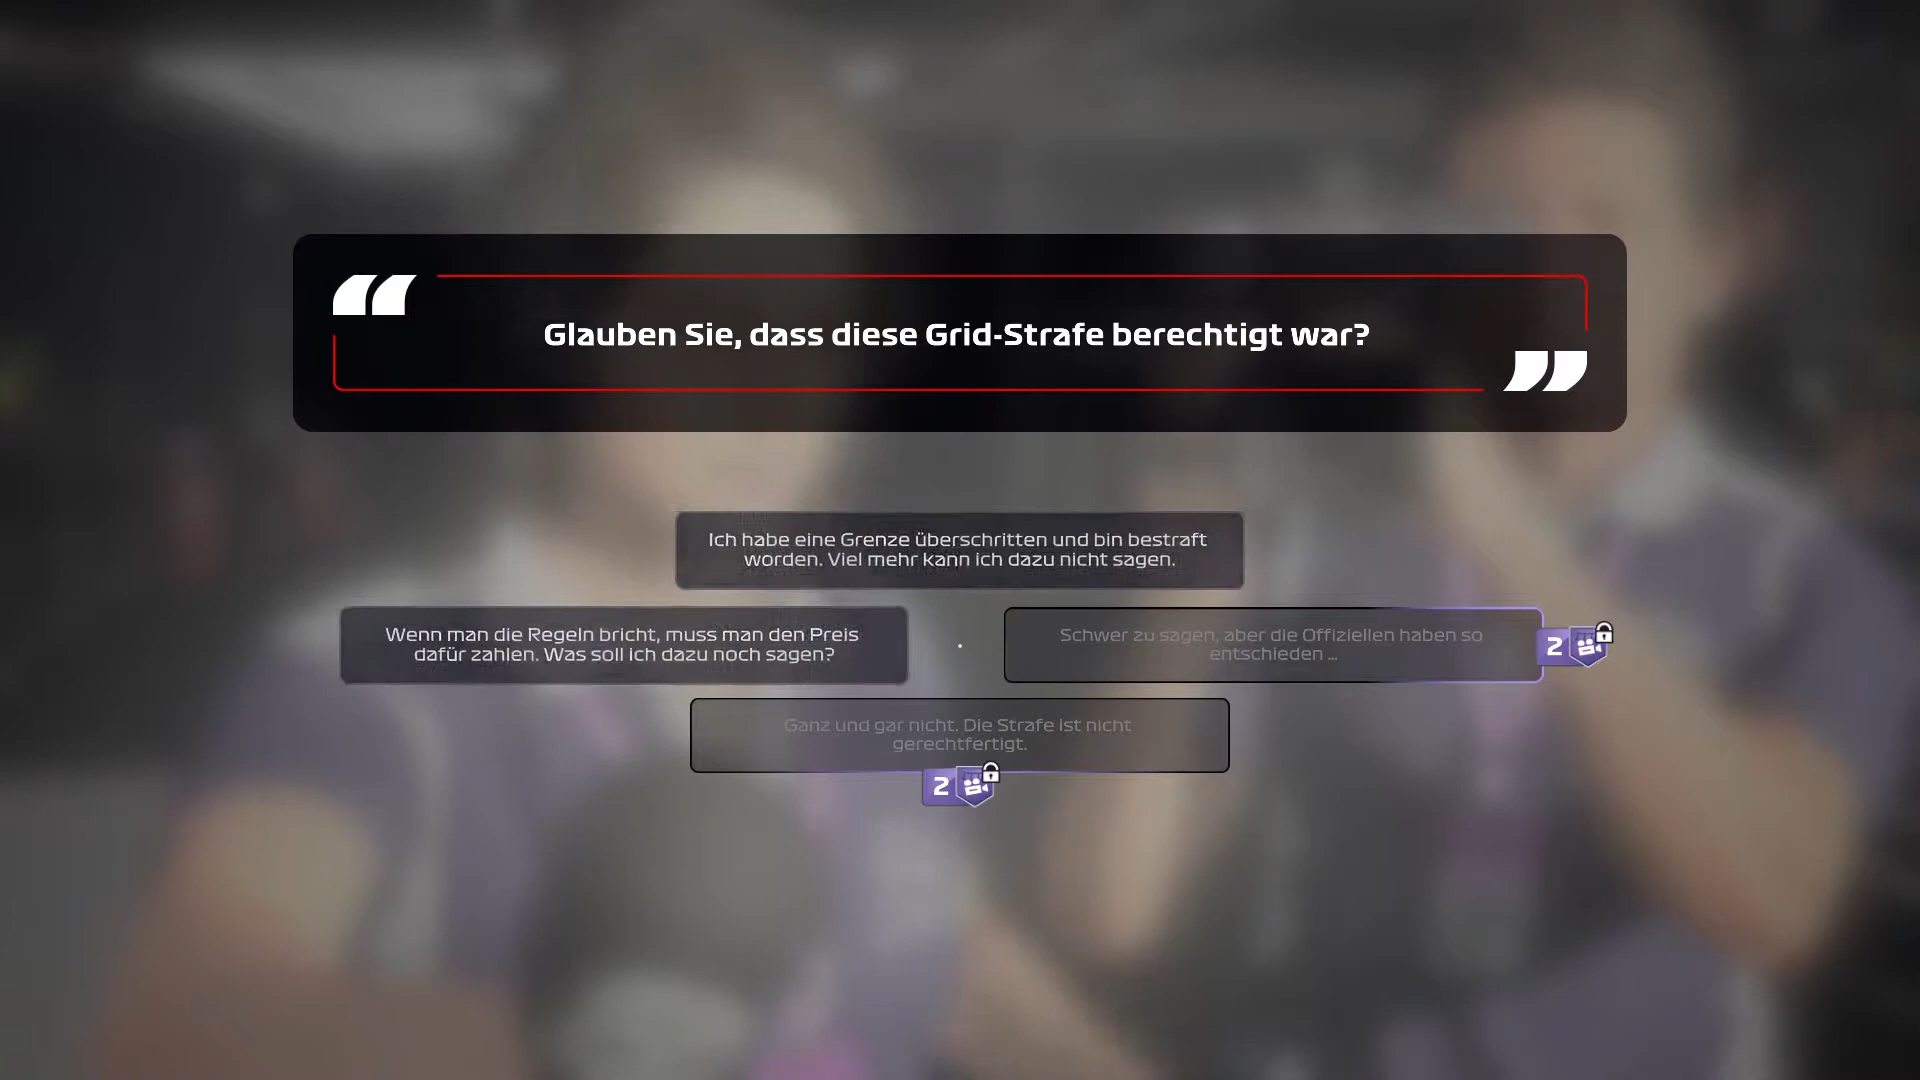 Glauben Sie, dass diese Grid-Strafe berechtigt war?
Ich habe eine Grenze überschritten und bin bestraft
worden. Viel mehr kann ich dazu nicht sagen.
Wenn man die Regeln bricht, muss man den Preis
dafür zahlen. Was soll ich dazu noch sagen?
Schwer zu sagen, aber die Offiziellen haben so
entschieden ...
2
Ganz und gar nicht. Die Strafe ist nicht
gerechtfertigt.
2